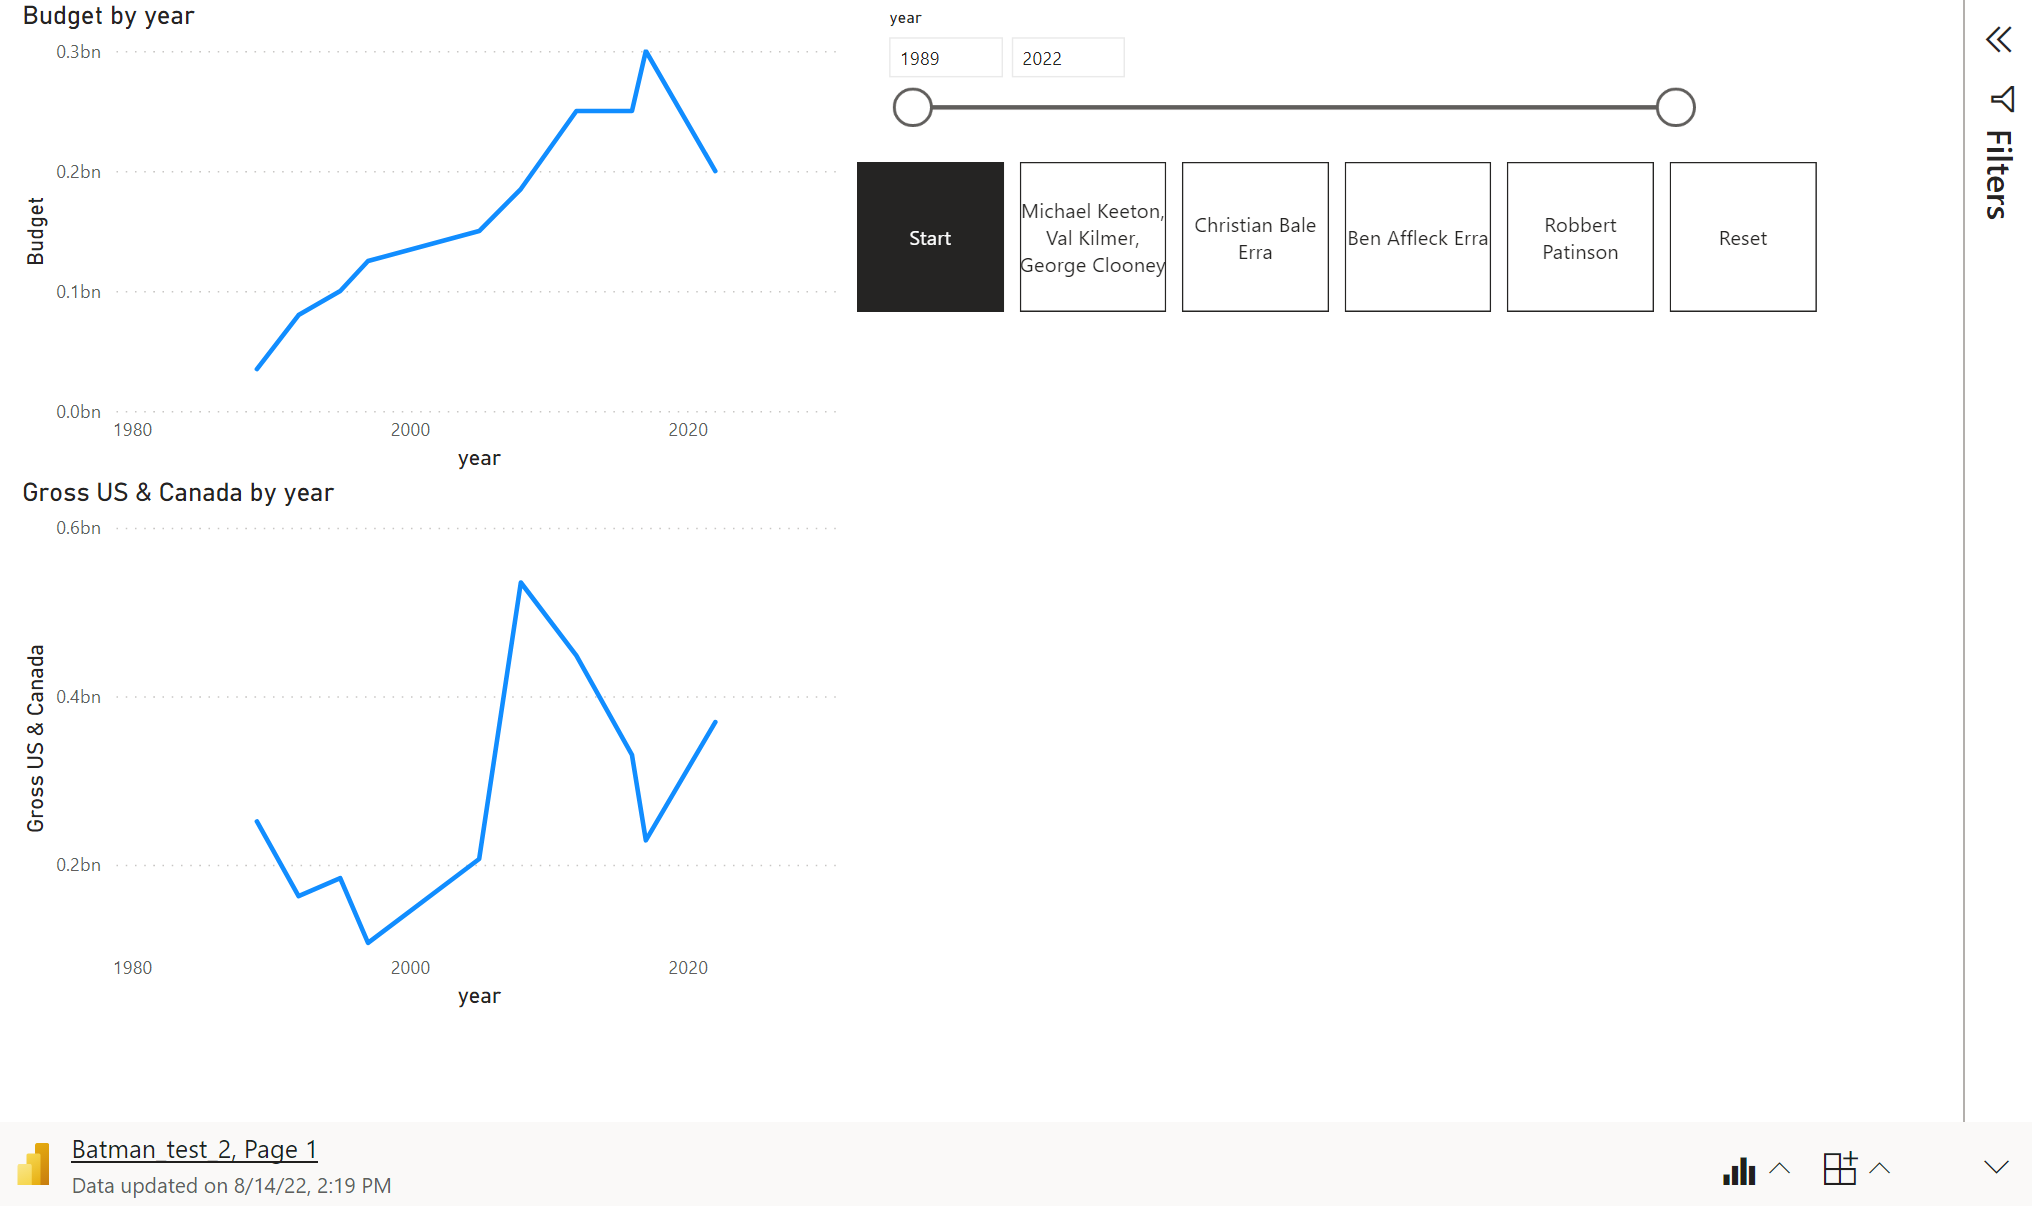 Budget by year
0.3bn
0.2bn
0.1bn
0.0bn
Budget
1980 2000 2020
year
Gross US & Canada by year
0.6bn
0.4bn
0.2bn
Gross US & Canada
1980 2000 2020
year
year
1989 2022
Start
Michael Keeton,
Val Kilmer,
George Clooney
Christian Bale
Erra
Ben Affleck Erra
Robbert
Patinson
Reset
Filters
Batman_test_2, Page 1
Data updated on 8/14/22, 2:19 PM